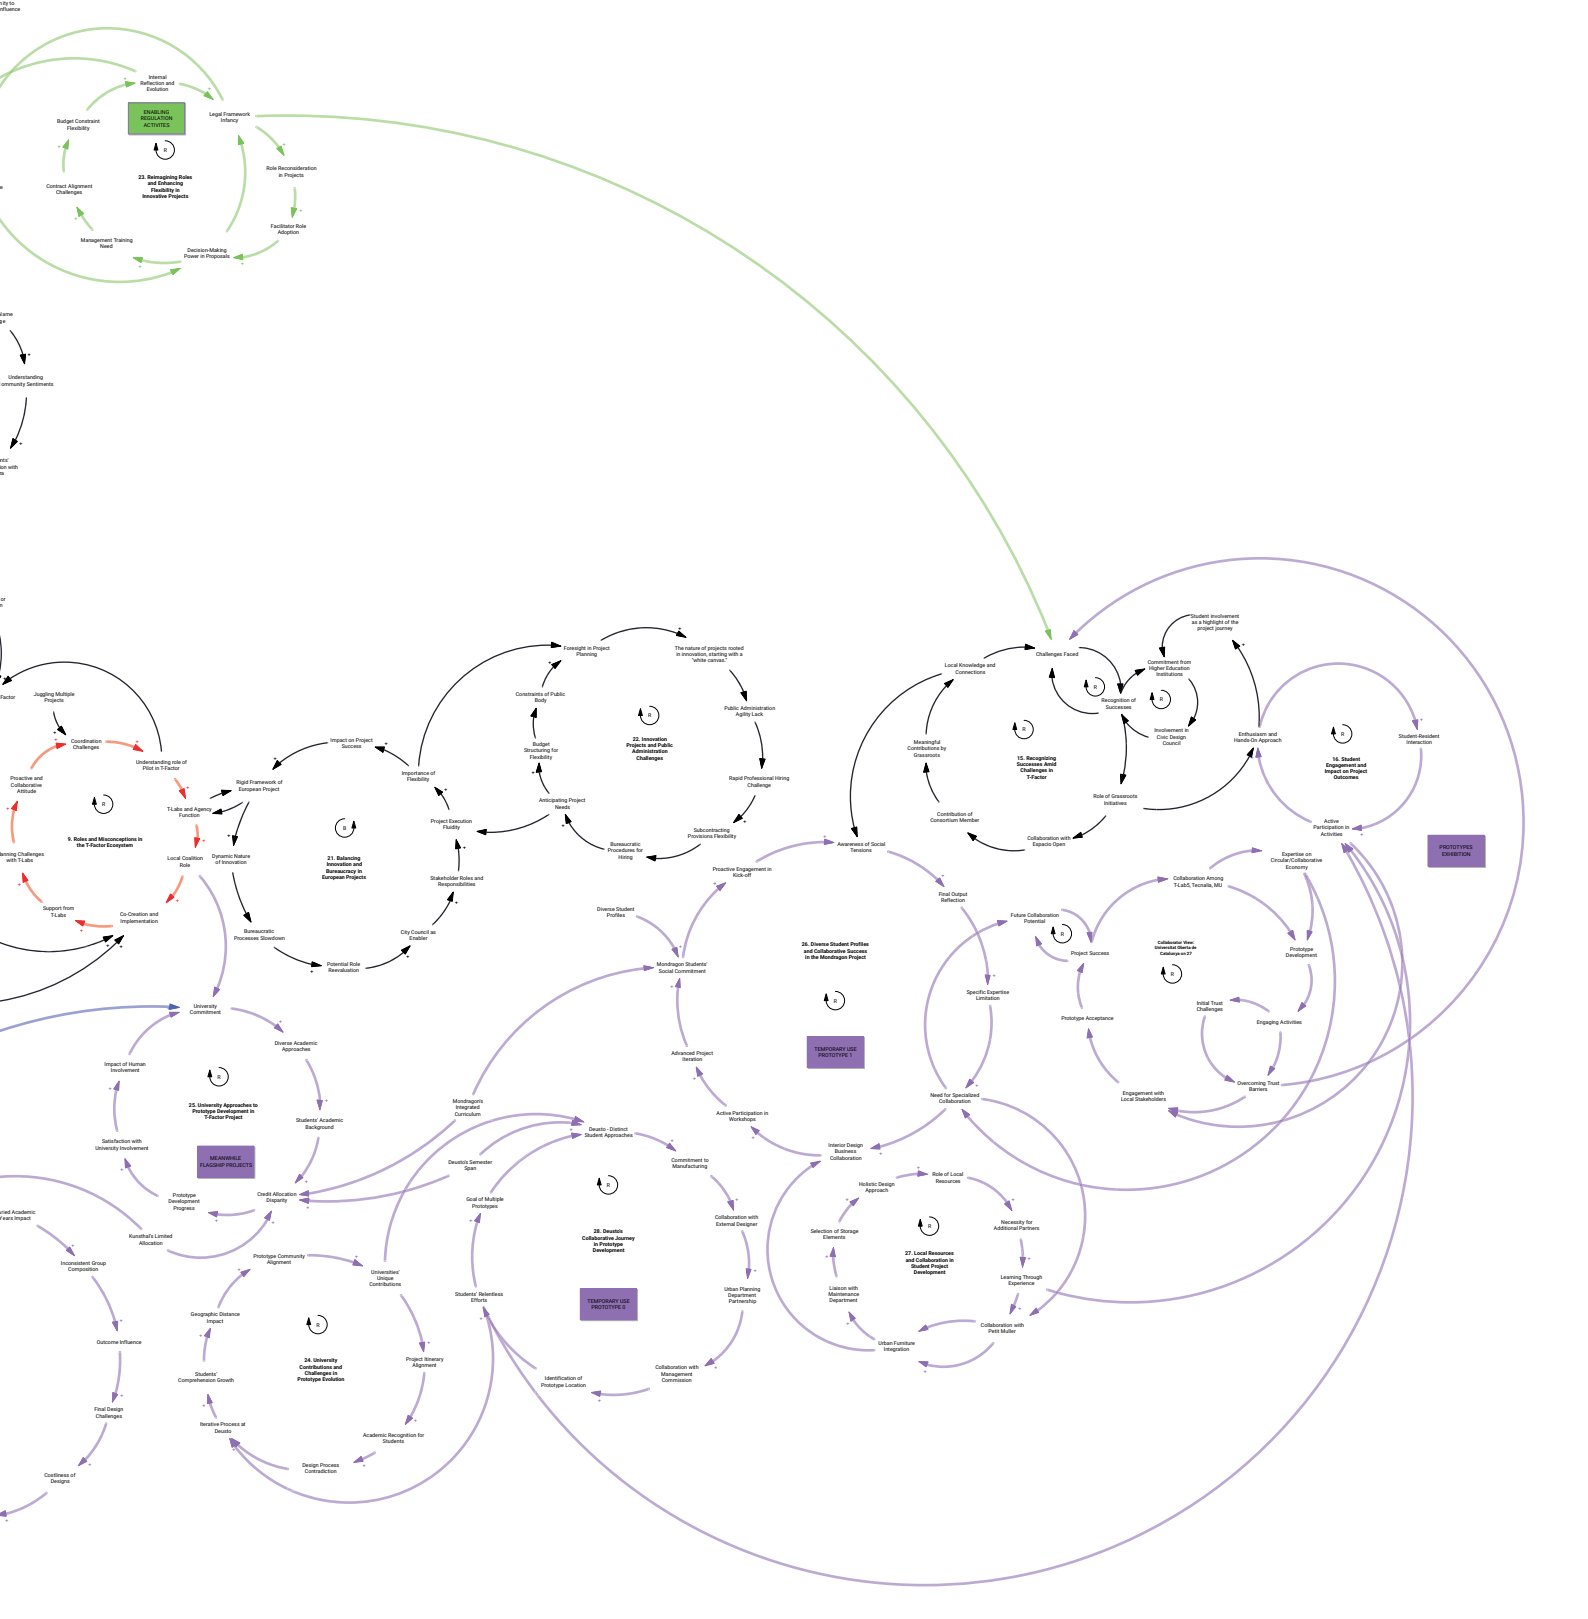 nity to
nfluence
Internal
Reflection and
Evolution
ENABLING
REGULATION
ACTIVITES
Budget Constraint
Flexibility
Legal Framework
Infancy
R
23. Reimagining Roles
and Enhancing
Flexibility in
Innovative Projects
Role Reconsideration
in Projects
Contract Alignment
Challenges
Facilitator Role
Adoption
Management Training
Need
Decision-Making
Power in Proposals
Understanding
ommunity Sentiments
nts'
ion with
Factor
Juggling Multiple
Projects
Coordination
Challenges
Understanding role of
Pilot in T-Factor
Proactive and
Collaborative
Attitude
R
T-Labs and Agency
Function
9. Roles and Misconceptions in
the T-Factor Ecosystem
anning Challenges
with T-Labs
Local Coalition
Role
Support from
T-Labs
Co-Creation and
Implementation
Impact on Project
Success
Rigid Framework of
European Project
Importance of
Flexibility
Project Execution
Fluidity
B
21. Balancing
Innovation and
Bureaucracy in
European Projects
Dynamic Nature
of Innovation
Stakeholder Roles and
Responsibilities
Bureaucratic
Processes Slowdown
City Council as
Enabler
Potential Role
Reevaluation
Foresight in Project
Planning
The nature of projects rooted
in innovation, starting with a
"white canvas."
Constraints of Public
Body
Public Administration
Agility Lack
R
22. Innovation
Projects and Public
Administration
Challenges
Budget
Structuring for
Flexibility
Rapid Professional Hiring
Challenge
Anticipating Project
Needs
Subcontracting
Provisions Flexibility
Bureaucratic
Procedures for
Hiring
Student involvement
as a highlight of the
project journey
Challenges Faced
Local Knowledge and
Connections
Commitment from
Higher Education
Institutions
R
R
Recognition of
Successes
R
15. Recognizing
Successes Amid
Challenges in
T-Factor
Involvement in
Civic Design
Council
Meaningful
Contributions by
Grassroots
Role of Grassroots
Initiatives
Contribution of
Consortium Member
Collaboration with
Espacio Open
Awareness of Social
Tensions
Enthusiasm and
Hands-On Approach
R
Student-Resident
Interaction
16. Student
Engagement and
Impact on Project
Outcomes
Active
Participation in
Activities
PROTOTYPES
EXHIBITION
Proactive Engagement in
Kick-off
Final Output
Reflection
Diverse Student
Profiles
Mondragon Students'
Social Commitment
26. Diverse Student Profiles
and Collaborative Success
in the Mondragon Project
R
TEMPORARY USE
PROTOTYPE 1
Specific Expertise
Limitation
Advanced Project
Iteration
Active Participation in
Workshops
Need for Specialized
Collaboration
Interior Design
Business
Collaboration
Expertise on
Circular/Collaborative
Economy
Collaboration Among
T-Lab5, Tecnalia, MU
Future Collaboration
Potential
R
Project Success
Collaborator View:
Universitat Oberta de
Catalunya on 27
R
Prototype
Development
Initial Trust
Challenges
Engaging Activities
Prototype Acceptance
Overcoming Trust
Barriers
Engagement with
Local Stakeholders
University
Commitment
Diverse Academic
Approaches
Impact of Human
Involvement
R
25. University Approaches to
Prototype Development in
T-Factor Project
Students' Academic
Background
Satisfaction with
University Involvement
MEANWHILE
FLAGSHIP PROJECTS
Prototype
Development
Progress
Credit Allocation
Disparity
Kunsthal's Limited
Allocation
Mondragon's
Integrated
Curriculum
Deusto's Semester
Span
Deusto - Distinct
Student Approaches
Commitment to
Manufacturing
R
Goal of Multiple
Prototypes
Collaboration with
External Designer
28. Deusto's
Collaborative Journey
in Prototype
Development
Students' Relentless
Efforts
TEMPORARY USE
PROTOTYPE 0
Urban Planning
Department
Partnership
Collaboration with
Management
Commission
Identification of
Prototype Location
Holistic Design
Approach
Role of Local
Resources
Selection of Storage
Elements
R
Necessity for
Additional Partners
27. Local Resources
and Collaboration in
Student Project
Development
Learning Through
Experience
Liaison with
Maintenance
Department
Collaboration with
Petit Muller
Urban Furniture
Integration
Prototype Community
Alignment
Universities'
Unique
Contributions
Geographic Distance
Impact
R
24. University
Contributions and
Challenges in
Prototype Evolution
Project Itinerary
Alignment
Students'
Comprehension Growth
Iterative Process at
Deusto
Academic Recognition for
Students
Design Process
Contradiction
aried Academic
Years Impact
Inconsistent Group
Composition
Outcome Influence
Final Design
Challenges
Costliness of
Designs